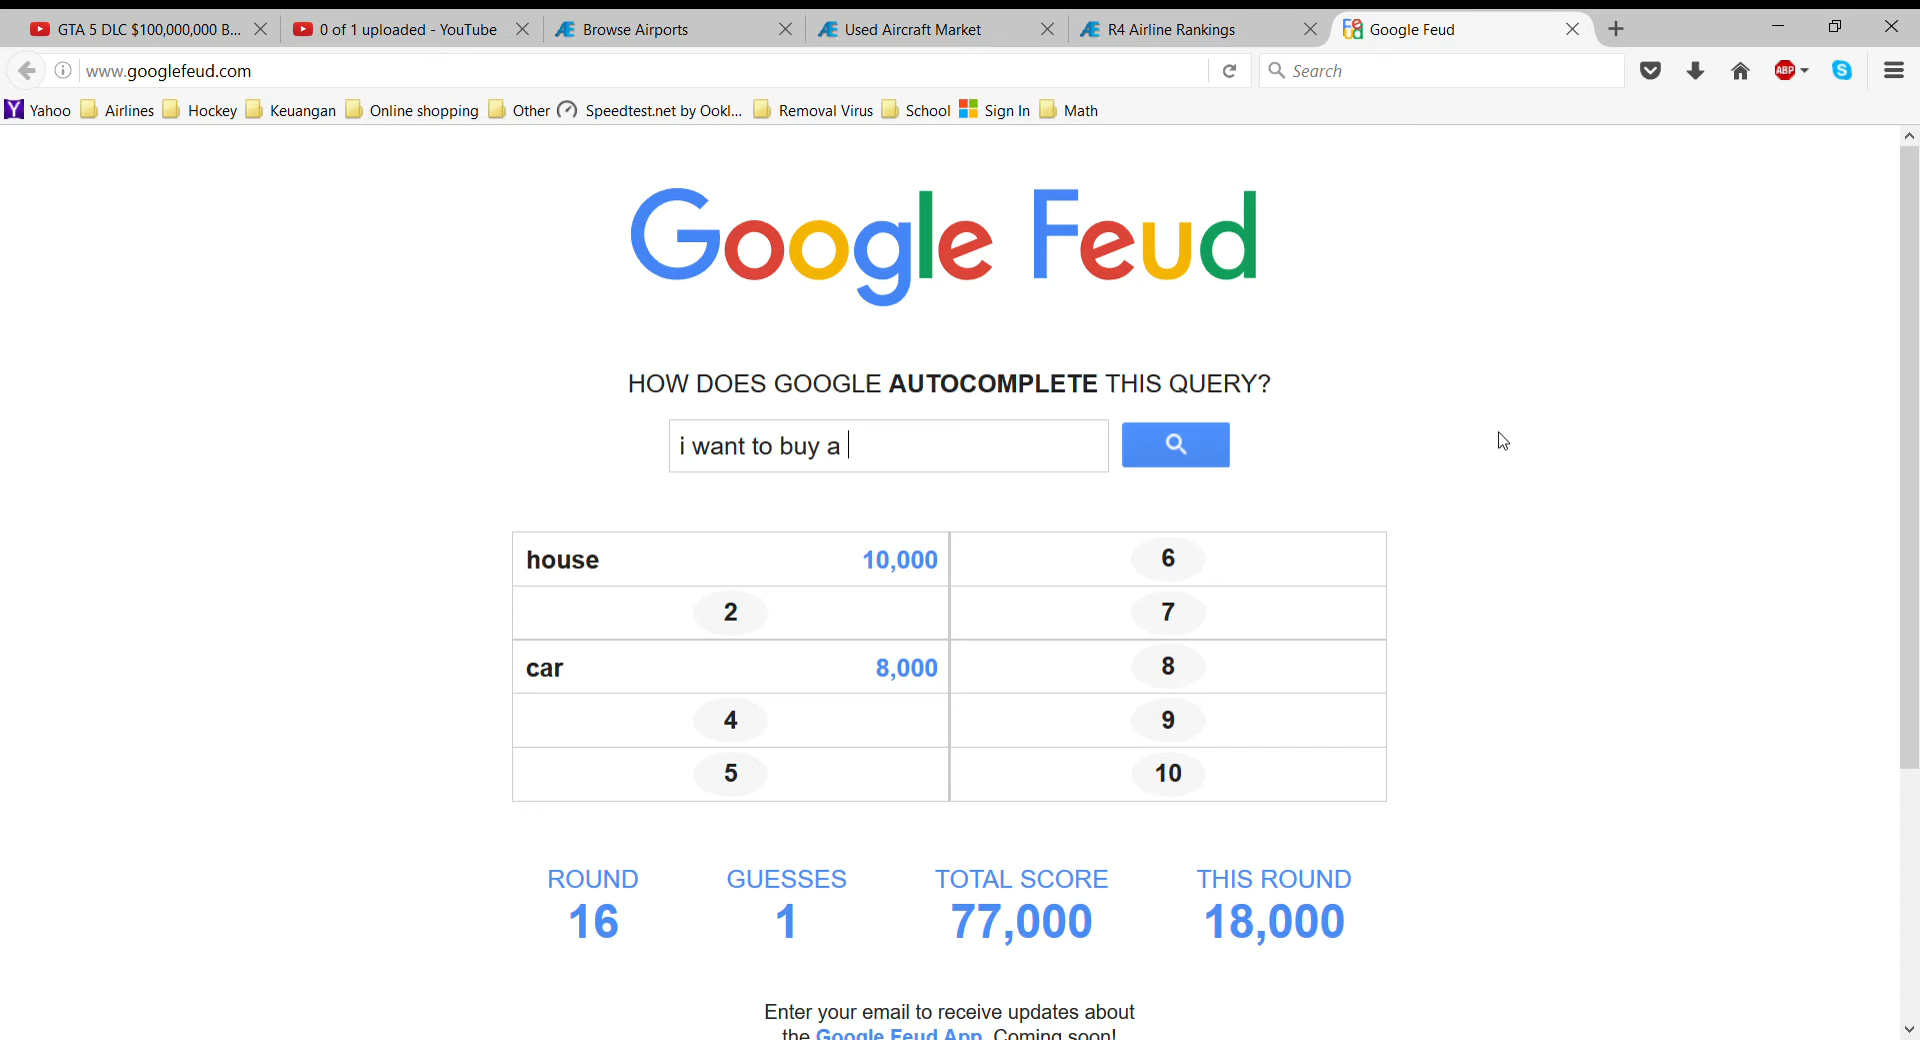 GTA 5 DLC $100,000,000 B... 0 of 1 uploaded - YouTube Browse Airports Used Aircraft Market R4 Airline Rankings Google Feud
www.googlefeud.com Search ABP
Yahoo Airlines Hockey Keuangan Online shopping Other Speedtest.net by Ookl... Removal Virus School Sign In Math
Google Feud
HOW DOES GOOGLE AUTOCOMPLETE THIS QUERY?
i want to buy a
house 10,000 6
2 7
car 8,000 8
4 9
5 10
ROUND GUESSES TOTAL SCORE THIS ROUND
16 1 77,000 18,000
Enter your email to receive updates about
the Google Feud App. Coming soon!